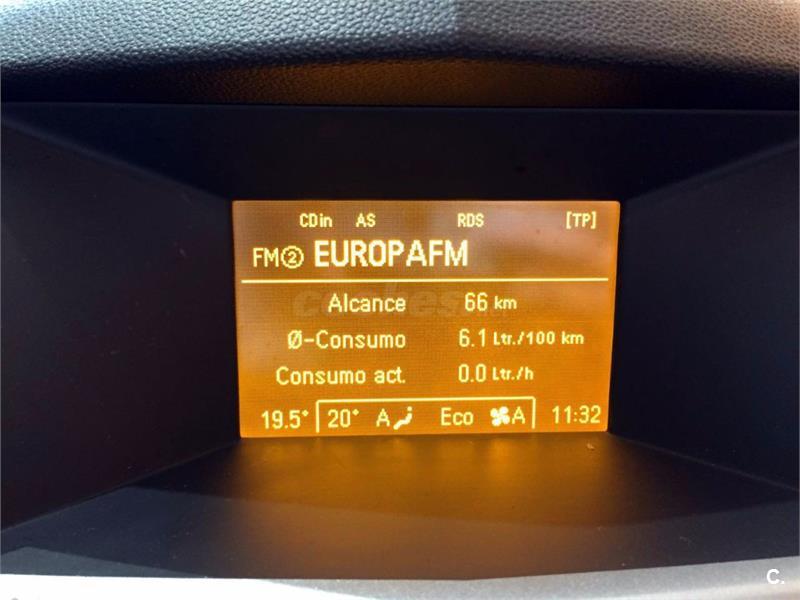 CDin AS RDS [TP]
FM② EUROPAFM
Alcance 66 km
Ø-Consumo 6.1 Ltr./100 km
Consumo act. 0.0 Ltr./h
19.5° 20° A Eco A 11:32
C.